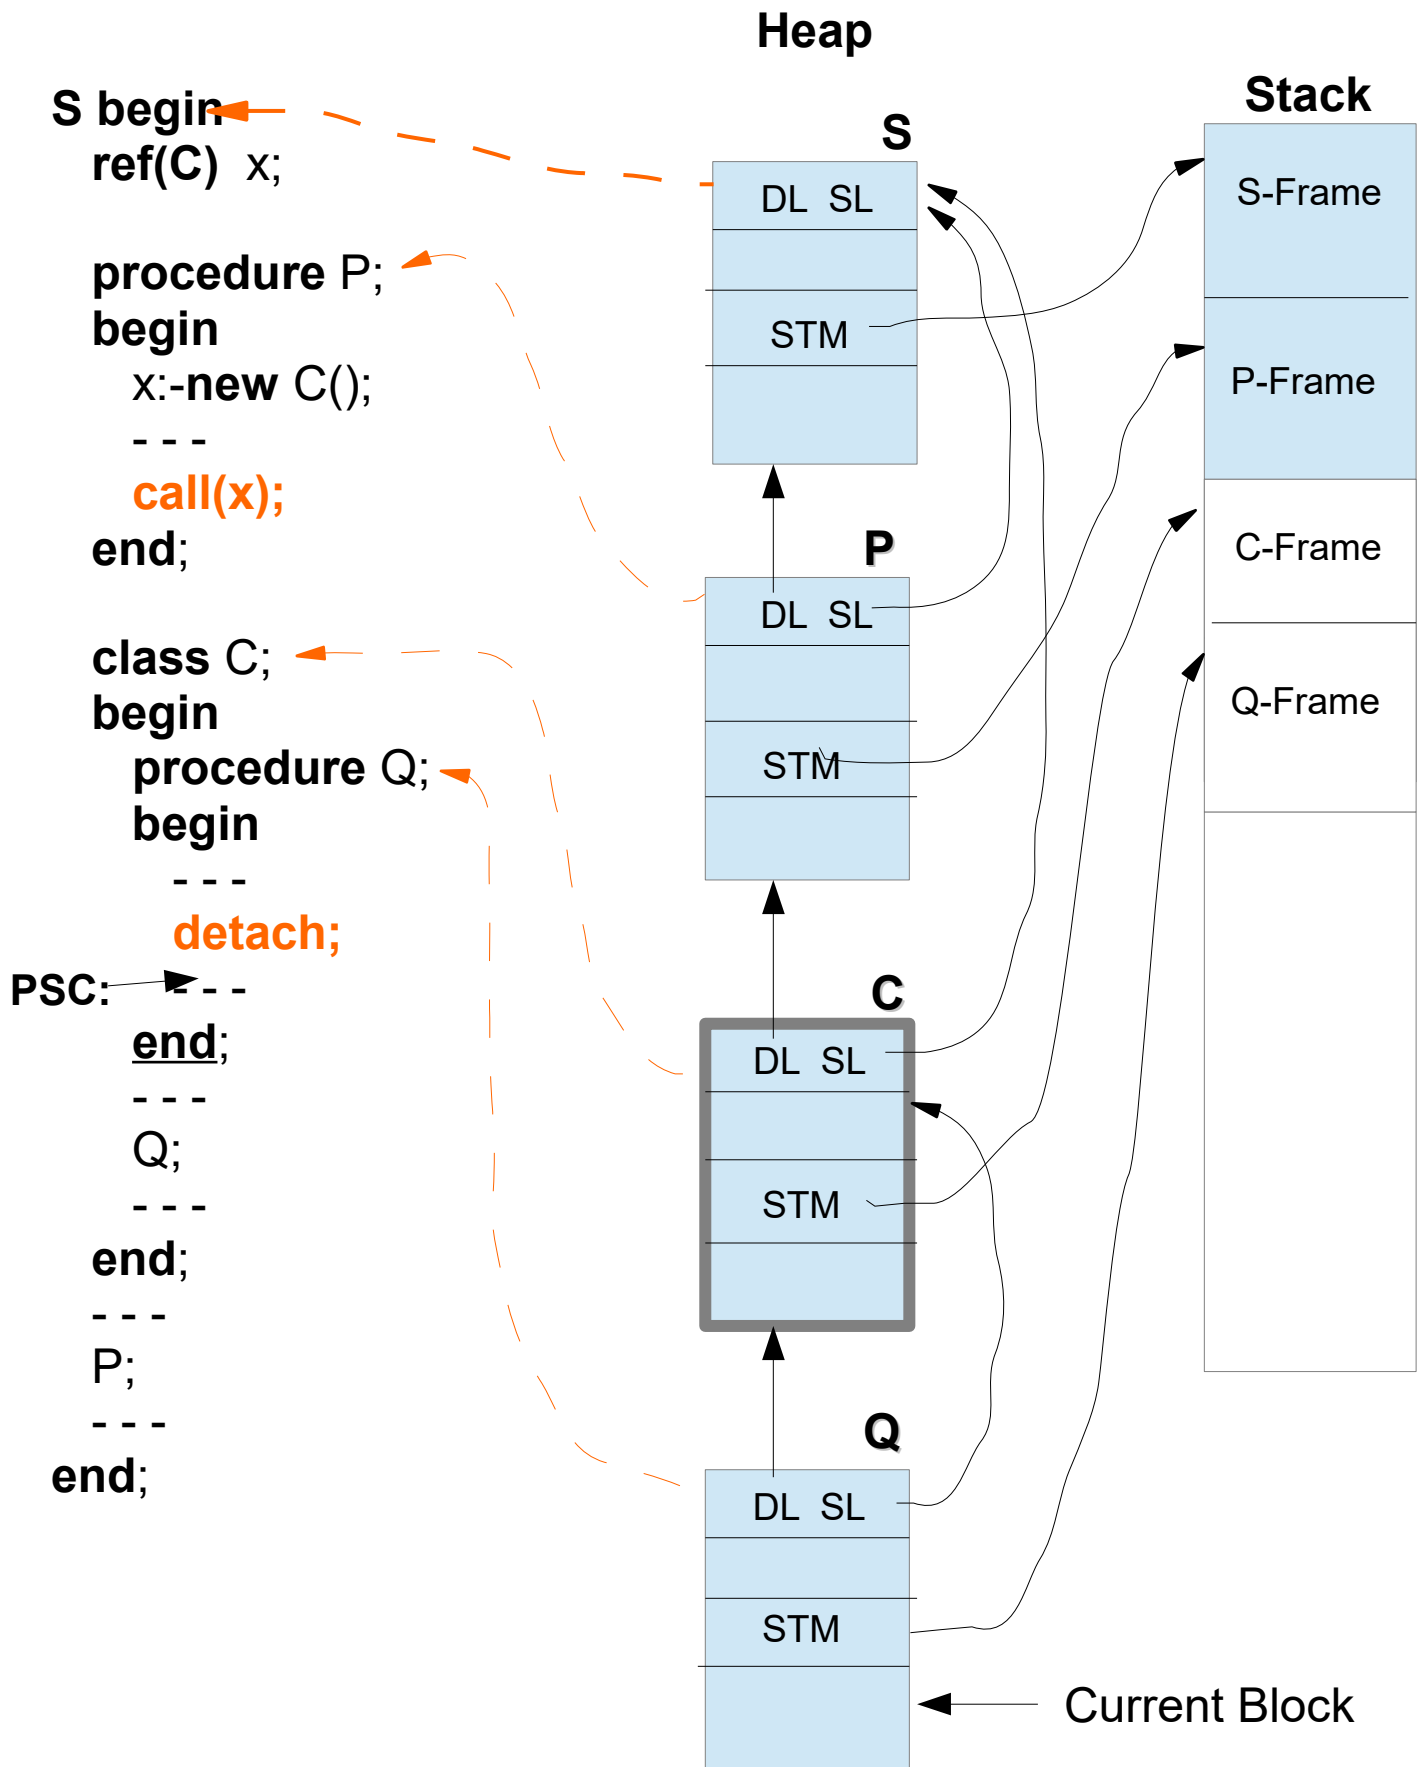 Heap
Stack
S begin
ref(C) x;
procedure P;
begin
x:-new C();
- - -
call(x);
end;
class C;
begin
procedure Q;
begin
- - -
detach;
PSC: - - -
end;
- - -
Q;
- - -
end;
- - -
P;
- - -
end;
S
DL SL
STM
P
DL SL
STM
C
DL SL
STM
Q
DL SL
STM
Current Block
S-Frame
P-Frame
C-Frame
Q-Frame